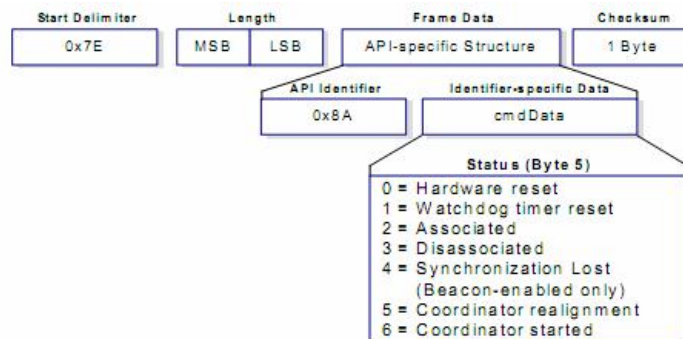 Start Delimiter Length Frame Data Checksum
0x7E MSB LSB API-specific Structure 1 Byte
API Identifier Identifier-specific Data
0x8A cmdData
Status (Byte 5)
0 = Hardware reset
1 = Watchdog timer reset
2 = Associated
3 = Disassociated
4 = Synchronization Lost
(Beacon-enabled only)
5 = Coordinator realignment
6 = Coordinator started